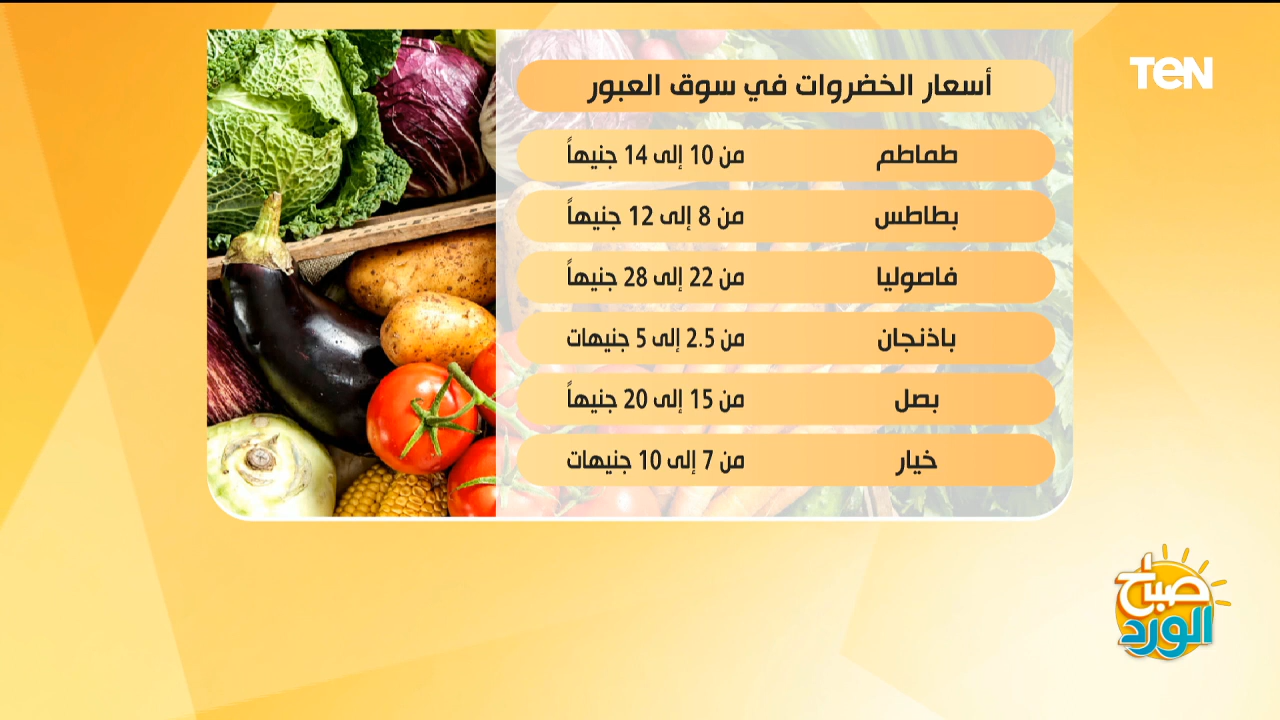 TEN
أسعار الخضروات في سوق العبور
طماطم من 10 إلى 14 جنيهاً
بطاطس من 8 إلى 12 جنيهاً
فاصوليا من 22 إلى 28 جنيهاً
باذنجان من 2.5 إلى 5 جنيهات
بصل من 15 إلى 20 جنيهاً
خيار من 7 إلى 10 جنيهات
صباح
الورد